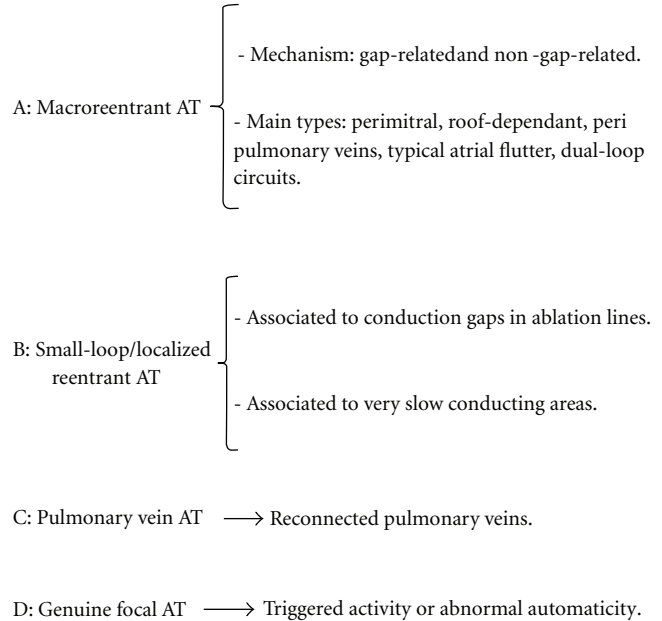 - Mechanism: gap-relatedand non -gap-related.
A: Macroreentrant AT
- Main types: perimitral, roof-dependant, peri
pulmonary veins, typical atrial flutter, dual-loop
circuits.
- Associated to conduction gaps in ablation lines.
B: Small-loop/localized
reentrant AT
- Associated to very slow conducting areas.
C: Pulmonary vein AT ⟶ Reconnected pulmonary veins.
D: Genuine focal AT ⟶ Triggered activity or abnormal automaticity.